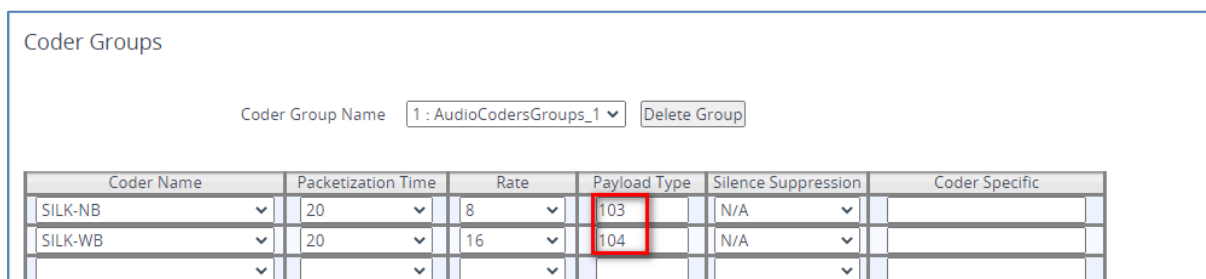 Coder Groups
Coder Group Name 1 : AudioCodersGroups_1 Delete Group
Coder Name Packetization Time Rate Payload Type Silence Suppression Coder Specific
SILK-NB 20 8 103 N/A
SILK-WB 20 16 104 N/A